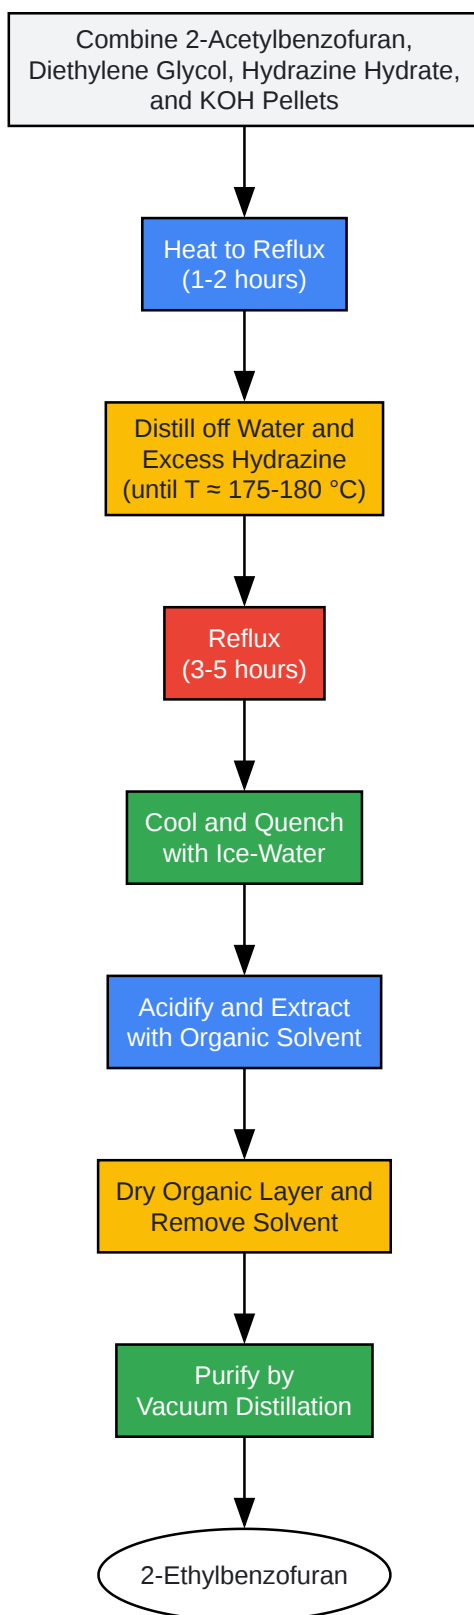 Combine 2-Acetylbenzofuran,
Diethylene Glycol, Hydrazine Hydrate,
and KOH Pellets
Heat to Reflux
(1-2 hours)
Distill off Water and
Excess Hydrazine
(until T ≈ 175-180 °C)
Reflux
(3-5 hours)
Cool and Quench
with Ice-Water
Acidify and Extract
with Organic Solvent
Dry Organic Layer and
Remove Solvent
Purify by
Vacuum Distillation
2-Ethylbenzofuran